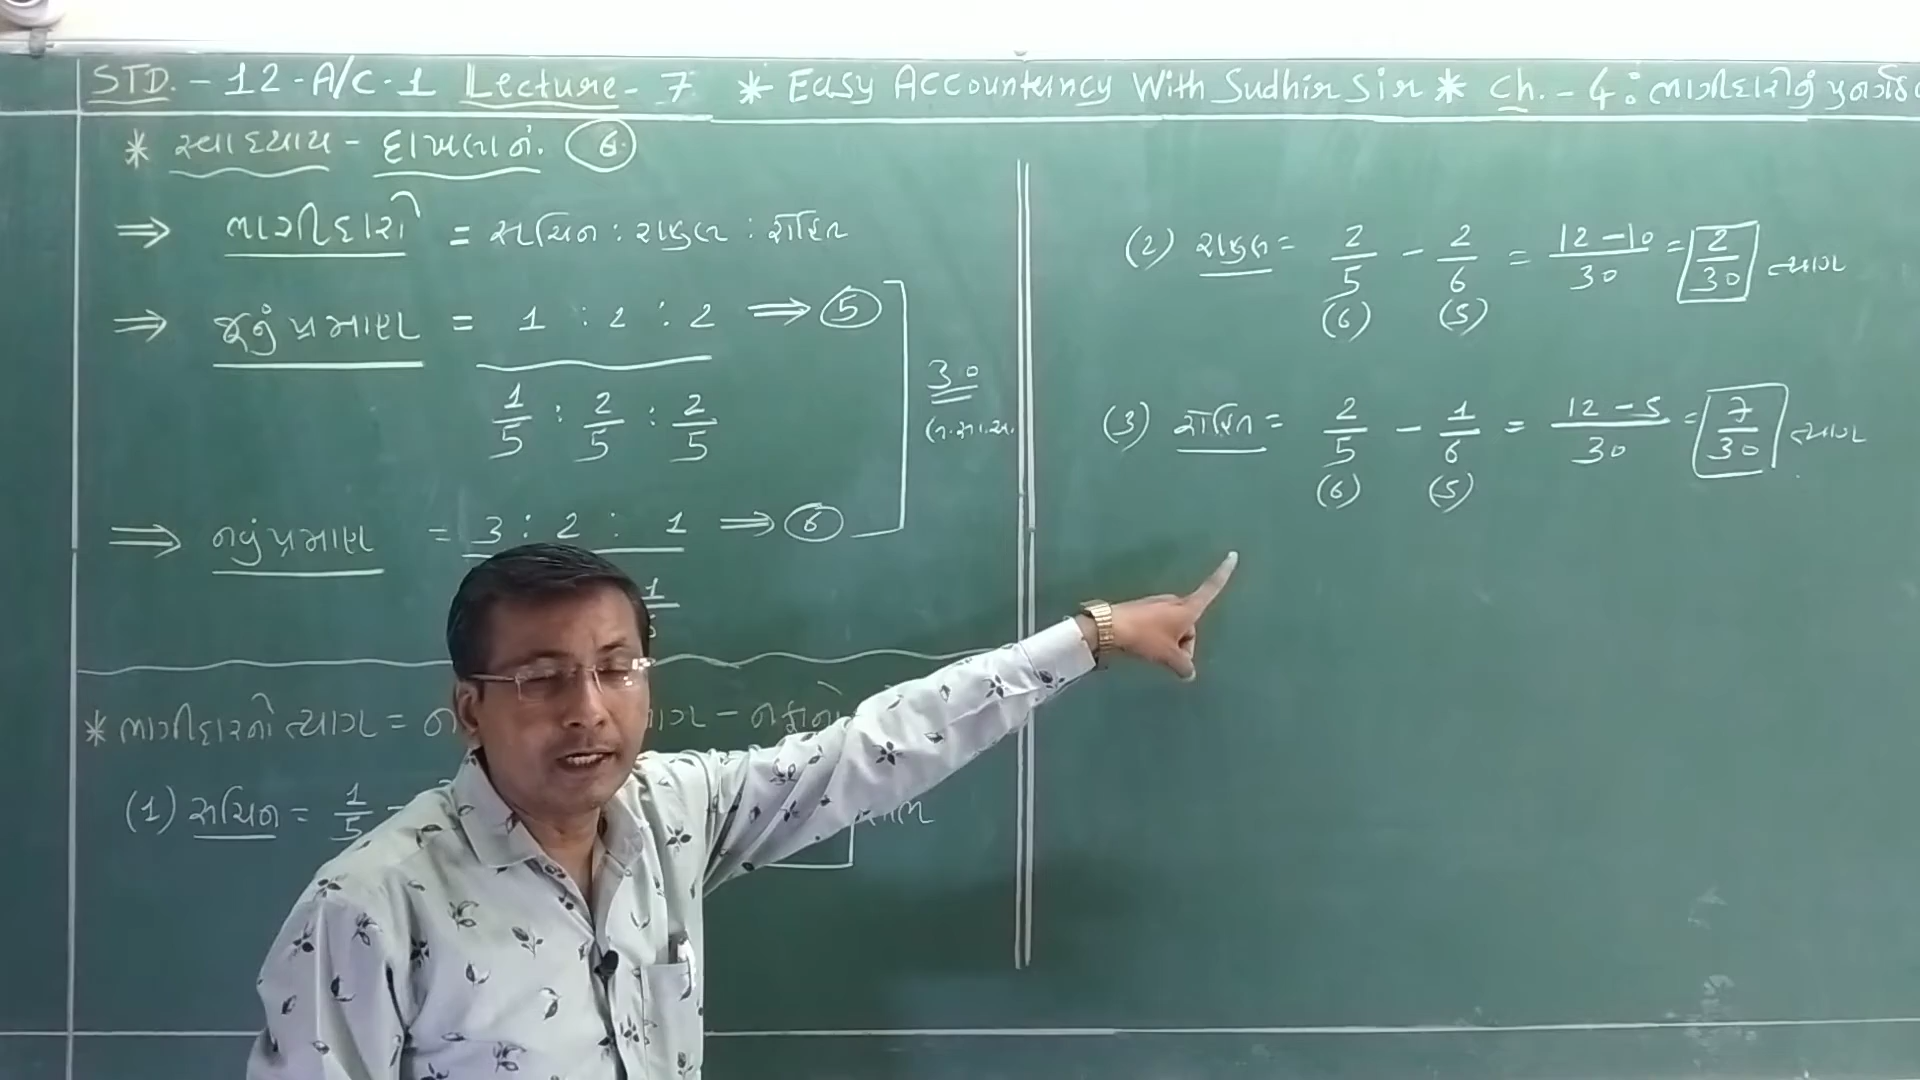 STD. - 12 - A/C - 1 Lecture - 7 * Easy Accountancy With Sudhir Sir * Ch. - 4 : ભાગીદારીનું પુનર્ગઠ
* સ્વાધ્યાય - દાખલા નં. 6
⇒ ભાગીદારો = સચિન : રાહુલ : રોહિત
⇒ જૂનું પ્રમાણ = 1 : 2 : 2 ⇒ 5
1/5 : 2/5 : 2/5
30
(લ.સા.અ.
⇒ નવું પ્રમાણ = 3 : 2 : 1 ⇒ 6
1
* ભાગીદારનો ત્યાગ = ભાગ - નફાનો
(1) સચિન = 1/5 -
(2) રાહુલ = 2/5 - 2/6 = 12 - 10/30 = 2/30 ત્યાગ
(6) (5)
(3) રોહિત = 2/5 - 1/6 = 12 - 5/30 = 7/30 ત્યાગ
(6) (5)